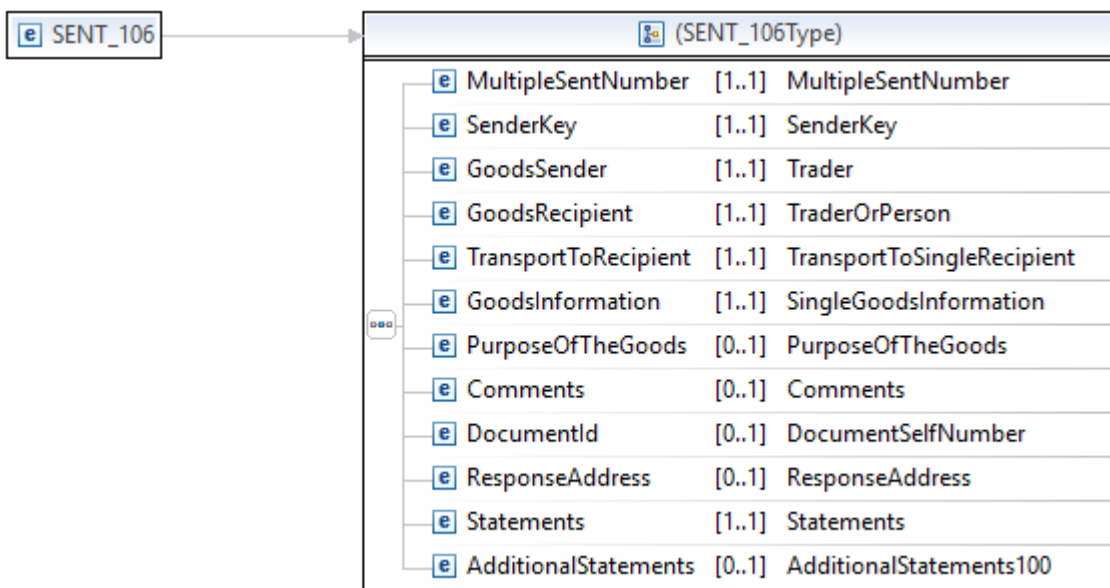 e SENT_106
(SENT_106Type)
e MultipleSentNumber [1..1] MultipleSentNumber
e SenderKey [1..1] SenderKey
e GoodsSender [1..1] Trader
e GoodsRecipient [1..1] TraderOrPerson
e TransportToRecipient [1..1] TransportToSingleRecipient
e GoodsInformation [1..1] SingleGoodsInformation
e PurposeOfTheGoods [0..1] PurposeOfTheGoods
e Comments [0..1] Comments
e DocumentId [0..1] DocumentSelfNumber
e ResponseAddress [0..1] ResponseAddress
e Statements [1..1] Statements
e AdditionalStatements [0..1] AdditionalStatements100